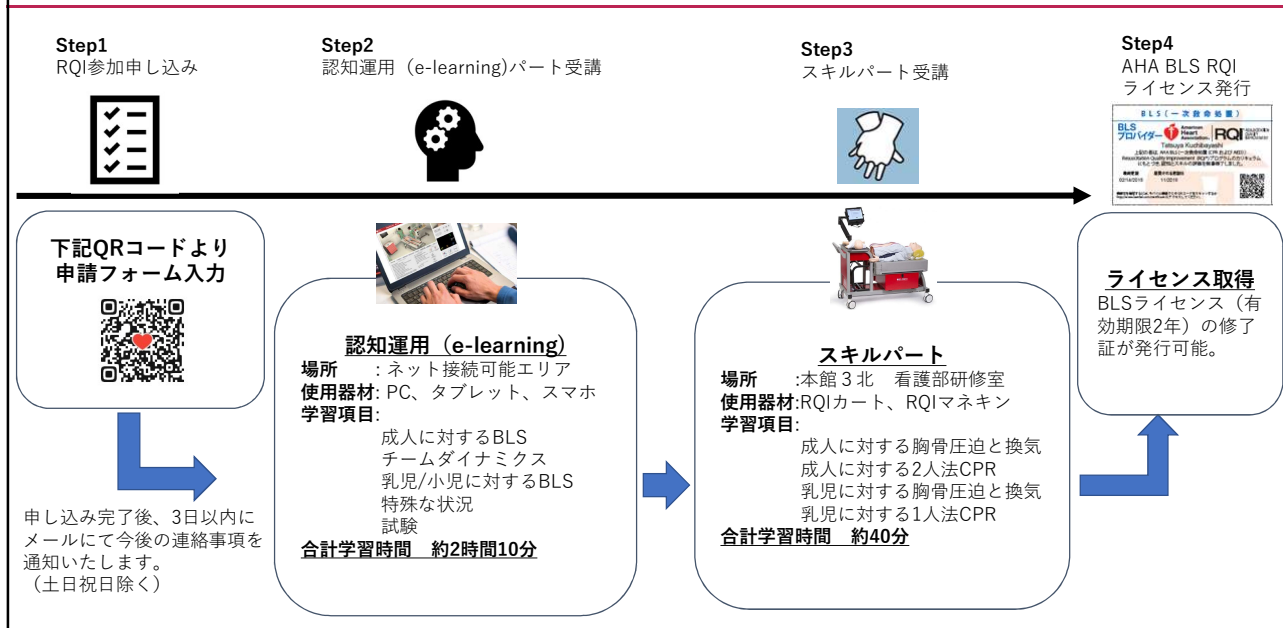 Step1
RQI参加申し込み
Step2
認知運用（e-learning)パート受講
Step3
スキルパート受講
Step4
AHA BLS RQI
ライセンス発行
BLS（一次救命処置）
BLS
プロバイダー
American
Heart
Association.
RQI
RESUSCITATION
QUALITY
IMPROVEMENT
Tatsuya Kuchibayashi
下記QRコードより
申請フォーム入力
申し込み完了後、3日以内に
メールにて今後の連絡事項を
通知いたします。
（土日祝日除く）
認知運用（e-learning)
場所　：ネット接続可能エリア
使用器材: PC、タブレット、スマホ
学習項目:
成人に対するBLS
チームダイナミクス
乳児/小児に対するBLS
特殊な状況
試験
合計学習時間　約2時間10分
スキルパート
場所　:本館３北　看護部研修室
使用器材:RQIカート、RQIマネキン
学習項目:
成人に対する胸骨圧迫と換気
成人に対する2人法CPR
乳児に対する胸骨圧迫と換気
乳児に対する1人法CPR
合計学習時間　約40分
ライセンス取得
BLSライセンス（有
効期限2年）の修了
証が発行可能。